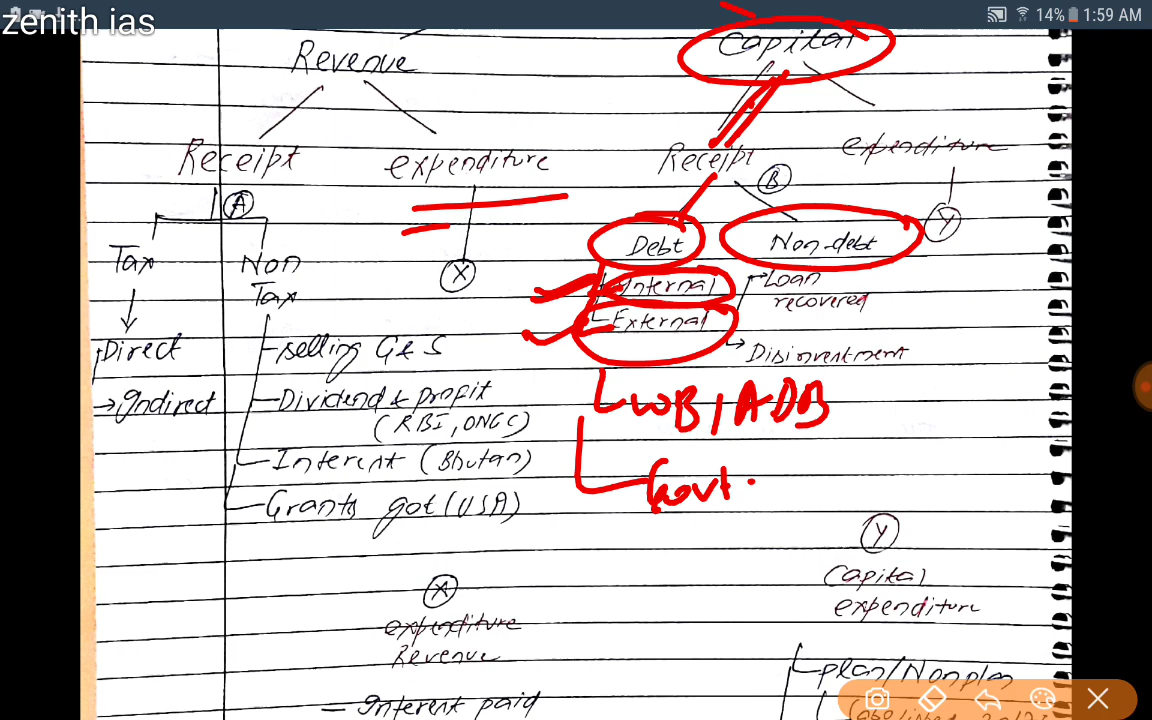 zenith ias
14% 1:59 AM
Revenue
Capital
Receipt
expenditure
Receipt
expenditure
A
B
Y
Tax
Non
Tax
X
Debt
Non-debt
Internal
External
Loan
recovered
Disinvestment
Direct
Indirect
selling G & S
Dividend & profit
(RBI, ONGC)
Interest (Bhutan)
Grants got (USA)
WB / ADB
Govt.
X
expenditure
Revenue
- Interest paid
Y
Capital
expenditure
plan/Nonplan